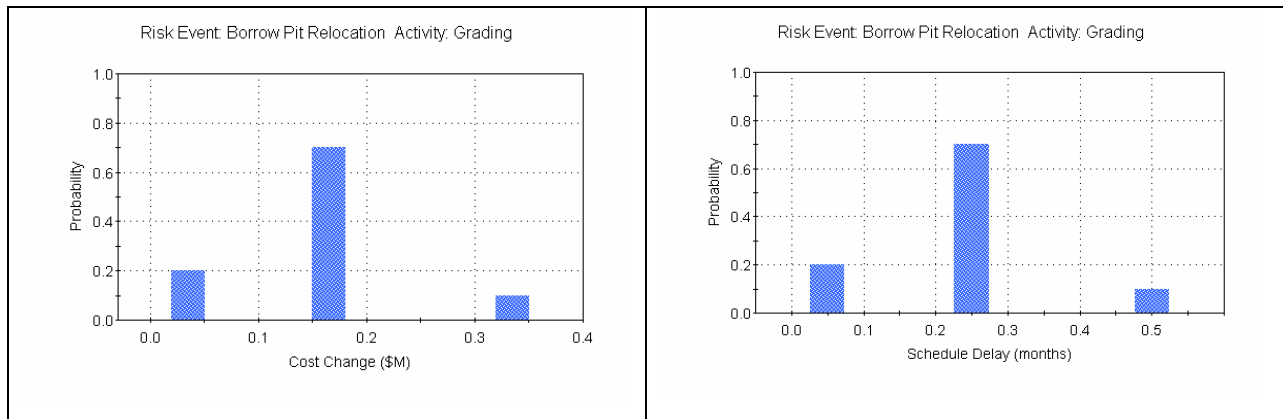 Risk Event: Borrow Pit Relocation Activity: Grading
1.0
0.8
0.6
0.4
0.2
0.0
Probability
0.0 0.1 0.2 0.3 0.4
Cost Change ($M)
Risk Event: Borrow Pit Relocation Activity: Grading
1.0
0.8
0.6
0.4
0.2
0.0
Probability
0.0 0.1 0.2 0.3 0.4 0.5
Schedule Delay (months)